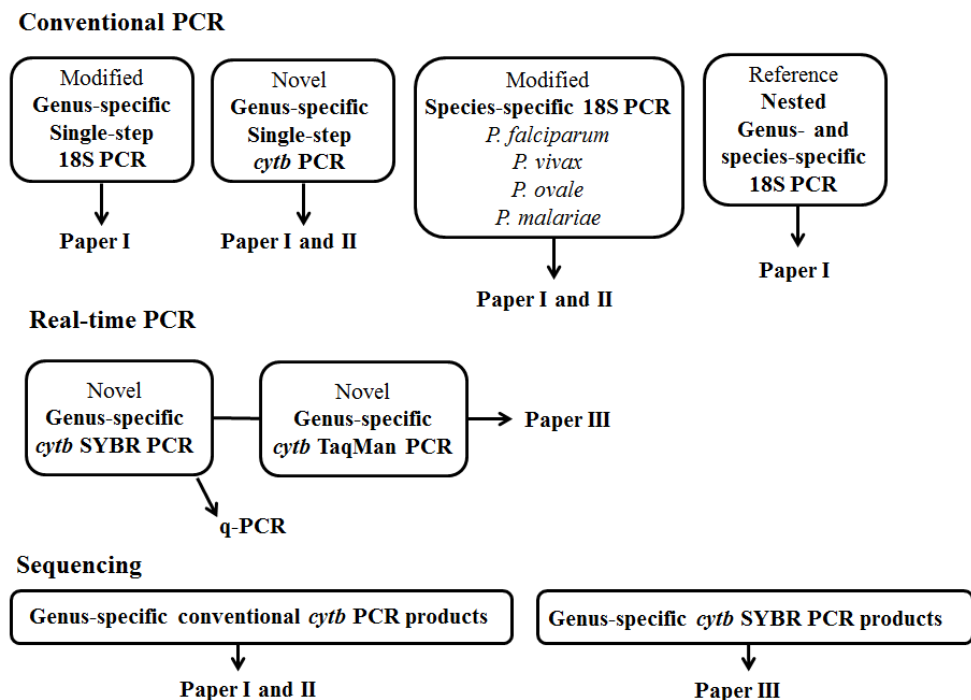 Conventional PCR
Modified
Genus-specific
Single-step
18S PCR
Paper I
Novel
Genus-specific
Single-step
cytb PCR
Paper I and II
Modified
Species-specific 18S PCR
P. falciparum
P. vivax
P. ovale
P. malariae
Paper I and II
Reference
Nested
Genus- and
species-specific
18S PCR
Paper I
Real-time PCR
Novel
Genus-specific
cytb SYBR PCR
Novel
Genus-specific
cytb TaqMan PCR
Paper III
q-PCR
Sequencing
Genus-specific conventional cytb PCR products
Paper I and II
Genus-specific cytb SYBR PCR products
Paper III